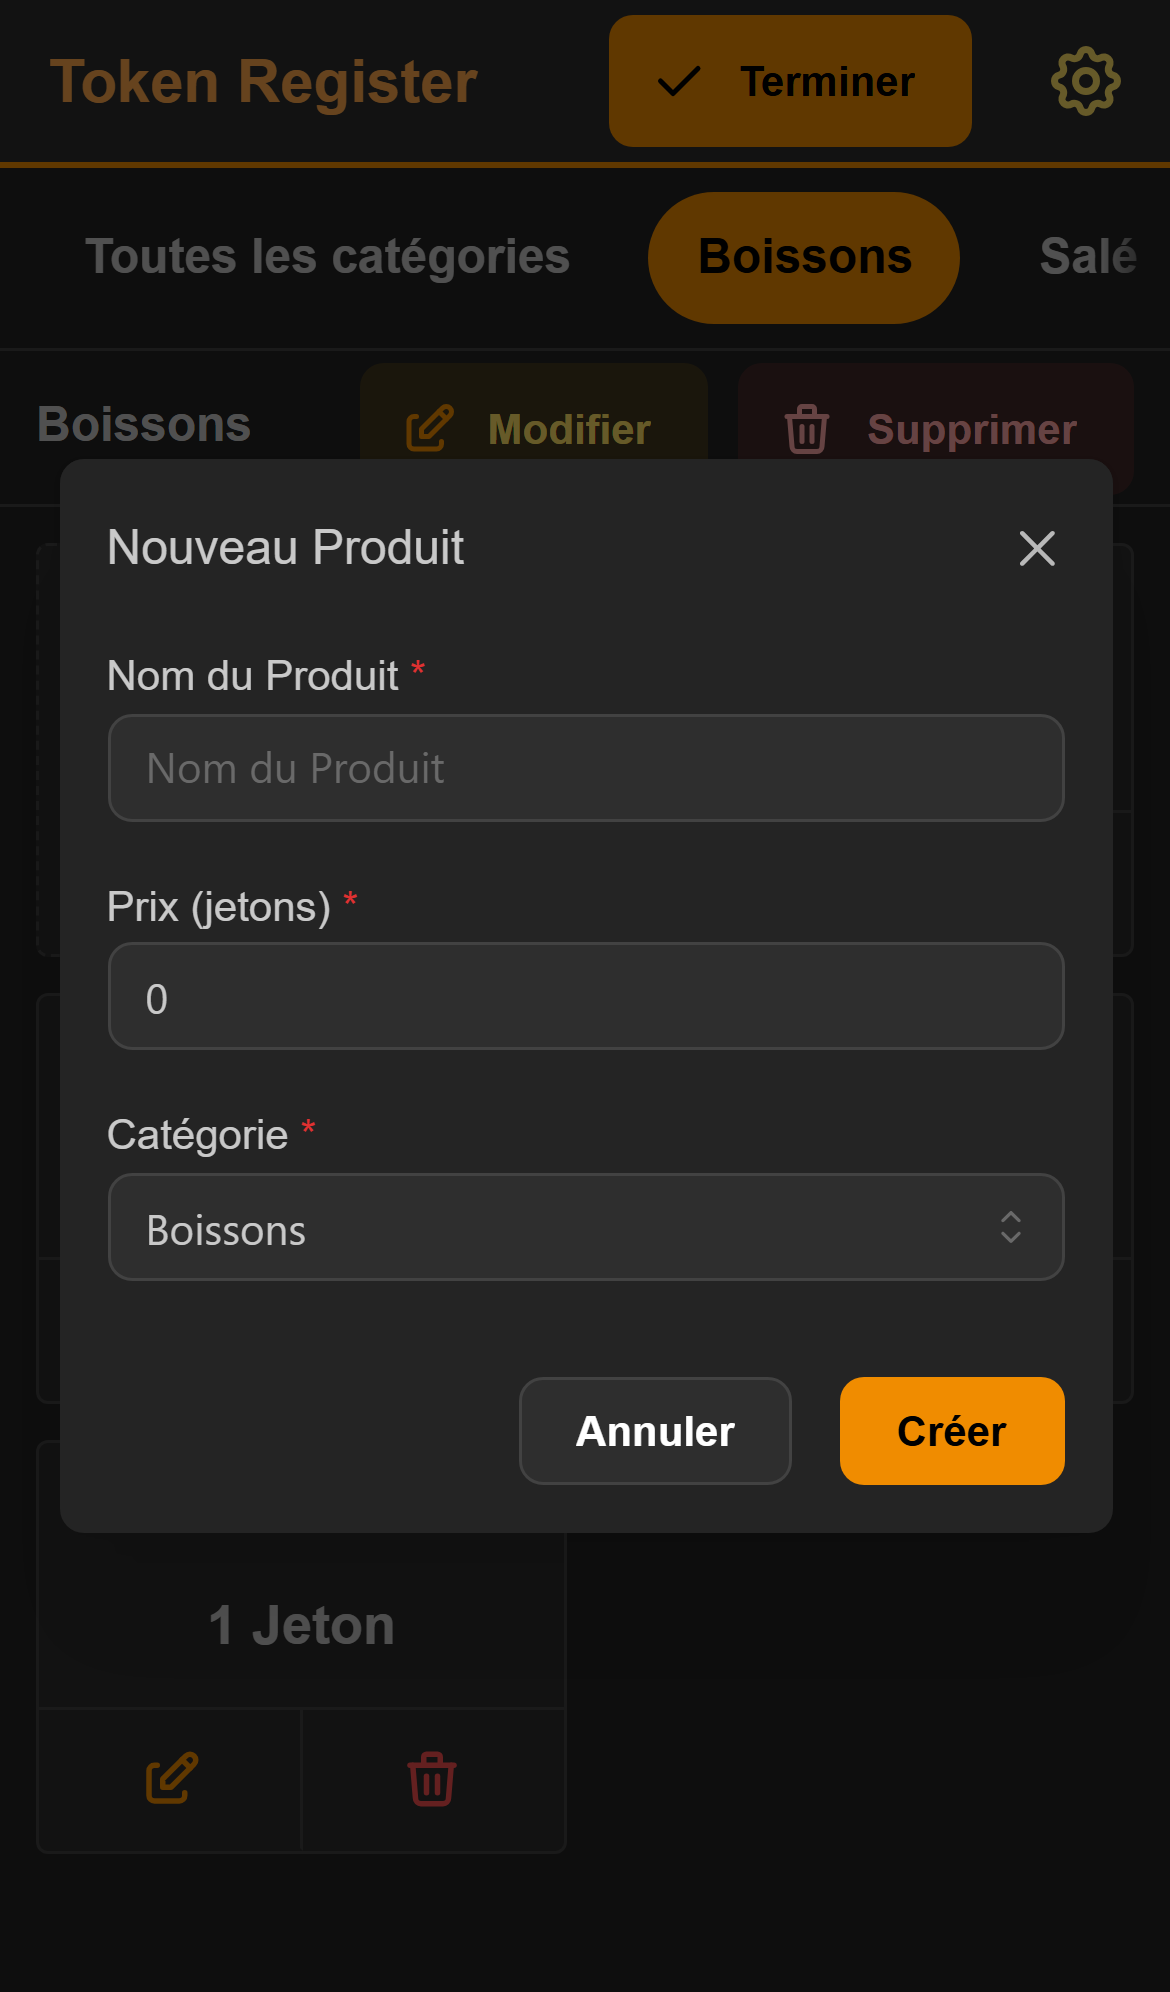 Token Register
Terminer
Toutes les catégories
Boissons
Salé
Boissons
Modifier
Supprimer
Nouveau Produit
Nom du Produit *
Nom du Produit
Prix (jetons) *
0
Catégorie *
Boissons
Annuler
Créer
1 Jeton